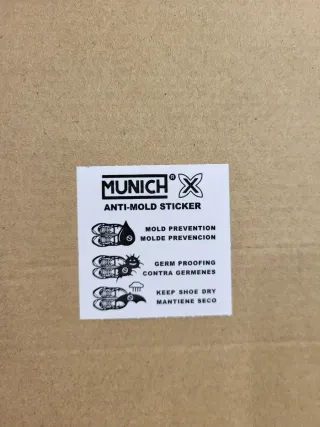 MUNICH®
ANTI-MOLD STICKER
MOLD PREVENTION
MOLDE PREVENCION
GERM PROOFING
CONTRA GERMENES
KEEP SHOE DRY
MANTIENE SECO